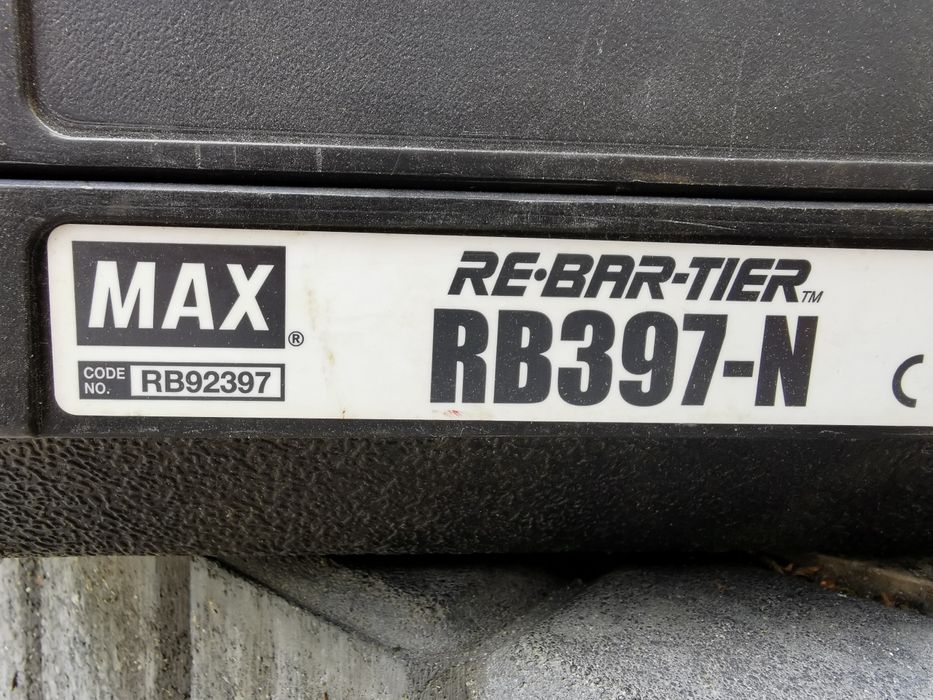 MAX®
CODE NO. RB92397
RE•BAR-TIER™
RB397-N